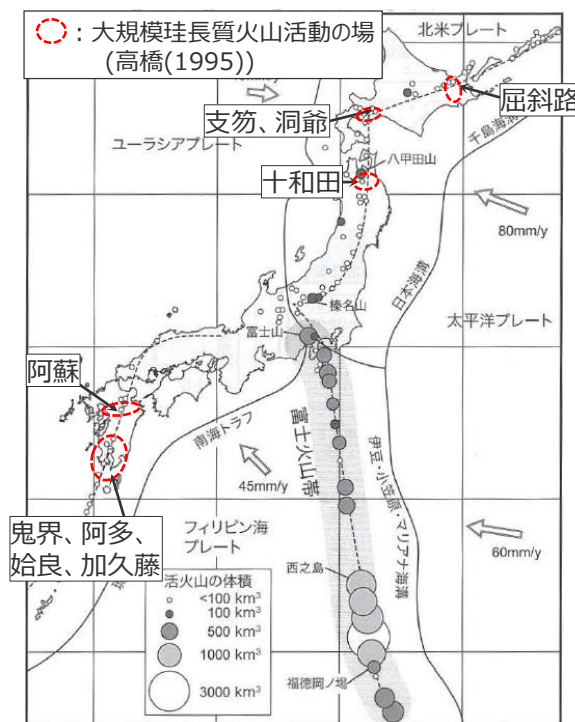 ：大規模珪長質火山活動の場
(高橋(1995))
北米プレート
屈斜路
支笏、洞爺
ユーラシアプレート
千島海溝
八甲田山
十和田
80mm/y
日本海溝
榛名山
太平洋プレート
富士山
阿蘇
南海トラフ
富士火山帯
伊豆・小笠原・マリアナ海溝
45mm/y
鬼界、阿多、
姶良、加久藤
フィリピン海
プレート
60mm/y
西之島
活火山の体積
<100 km³
100 km³
500 km³
1000 km³
3000 km³
福徳岡ノ場